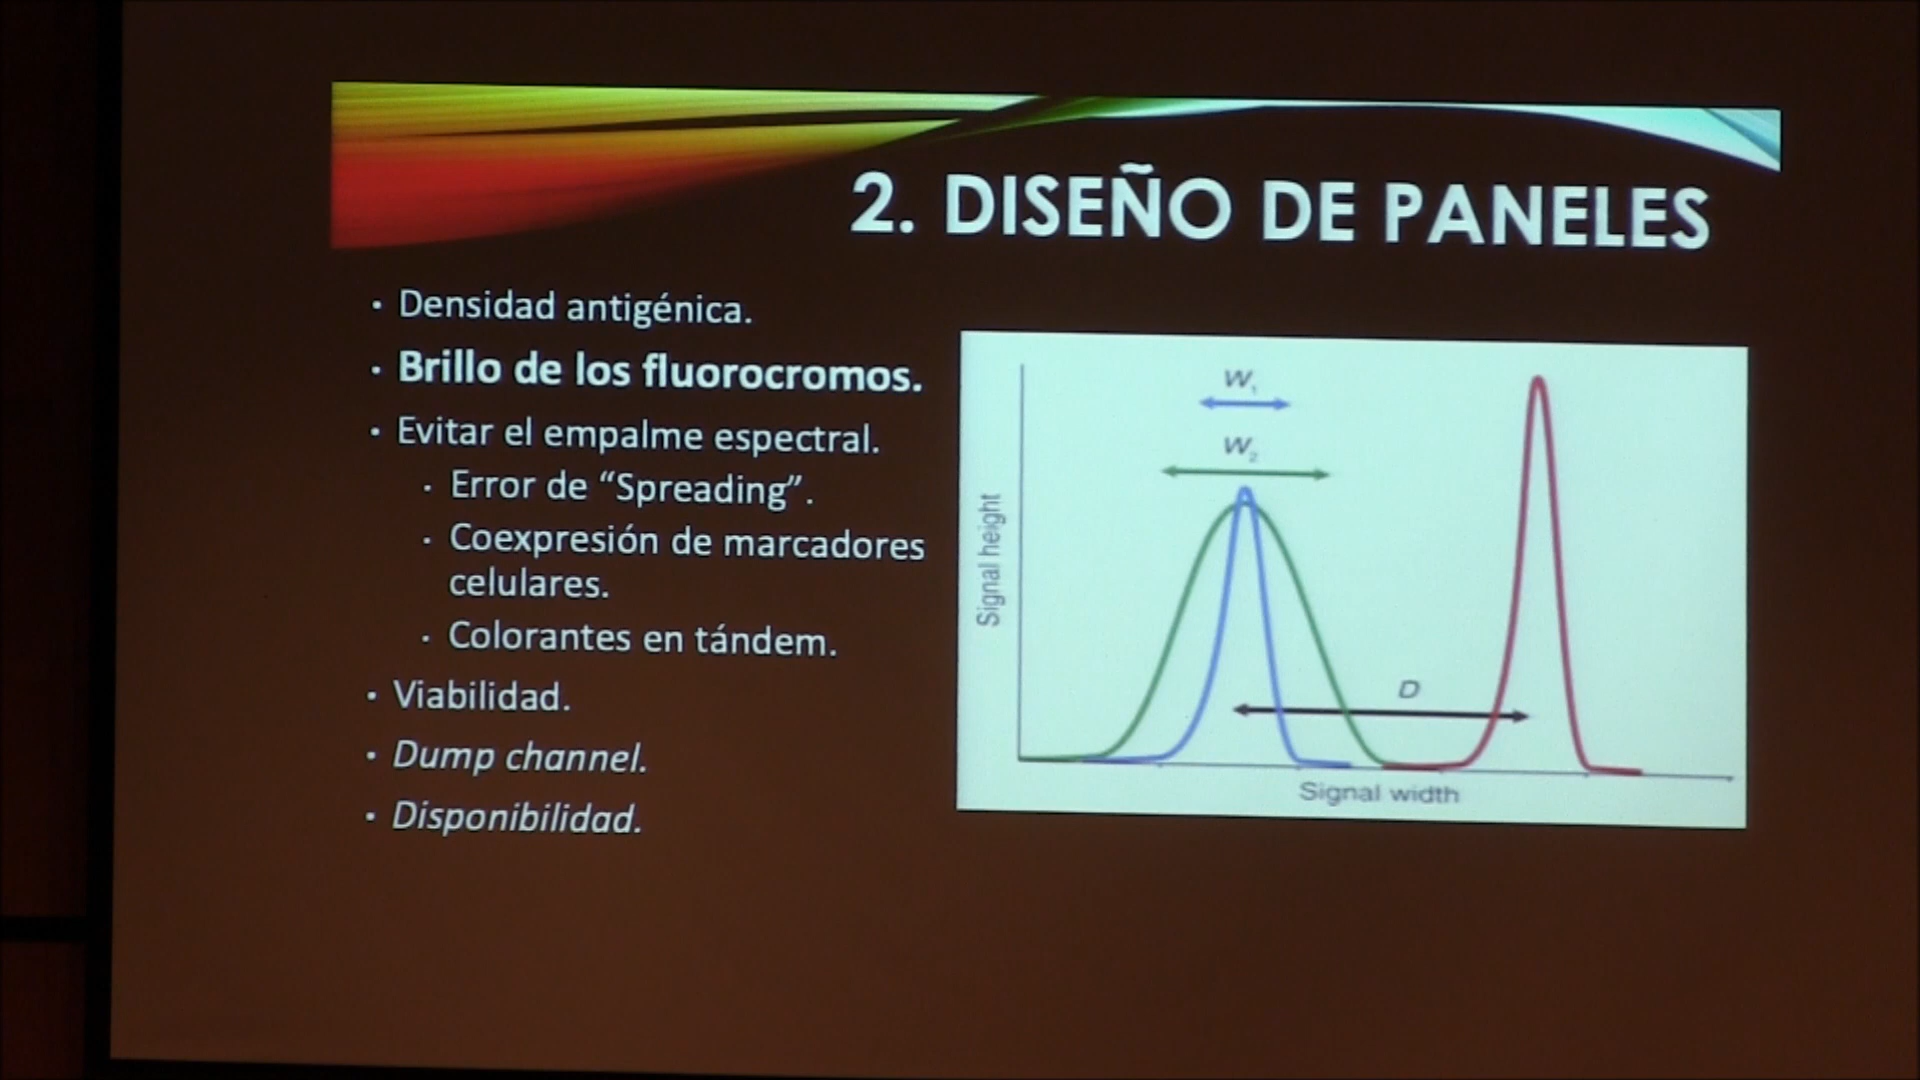 2. DISEÑO DE PANELES
• Densidad antigénica.
• Brillo de los fluorocromos.
• Evitar el empalme espectral.
• Error de “Spreading”.
• Coexpresión de marcadores
celulares.
• Colorantes en tándem.
• Viabilidad.
• Dump channel.
• Disponibilidad.
W₁
W₂
Signal height
D
Signal width